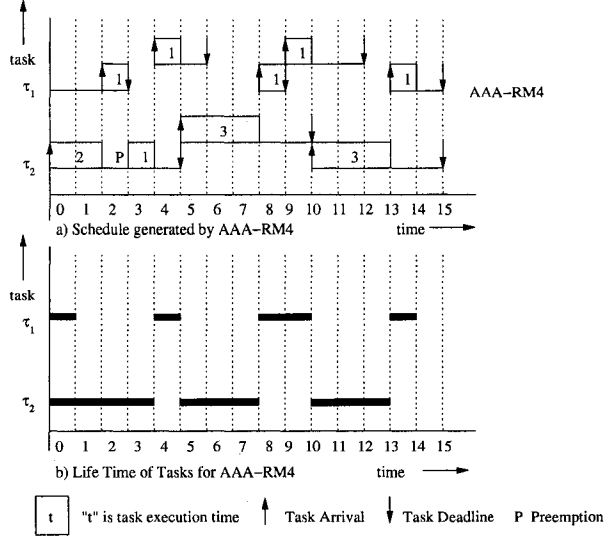 task
1
1
1
τ1
1
1
1
AAA-RM4
3
τ2
2
P
1
3
0 1 2 3 4 5 6 7 8 9 10 11 12 13 14 15
a) Schedule generated by AAA-RM4
time
task
τ1
τ2
0 1 2 3 4 5 6 7 8 9 10 11 12 13 14 15
b) Life Time of Tasks for AAA-RM4
time
t "t" is task execution time Task Arrival Task Deadline P Preemption